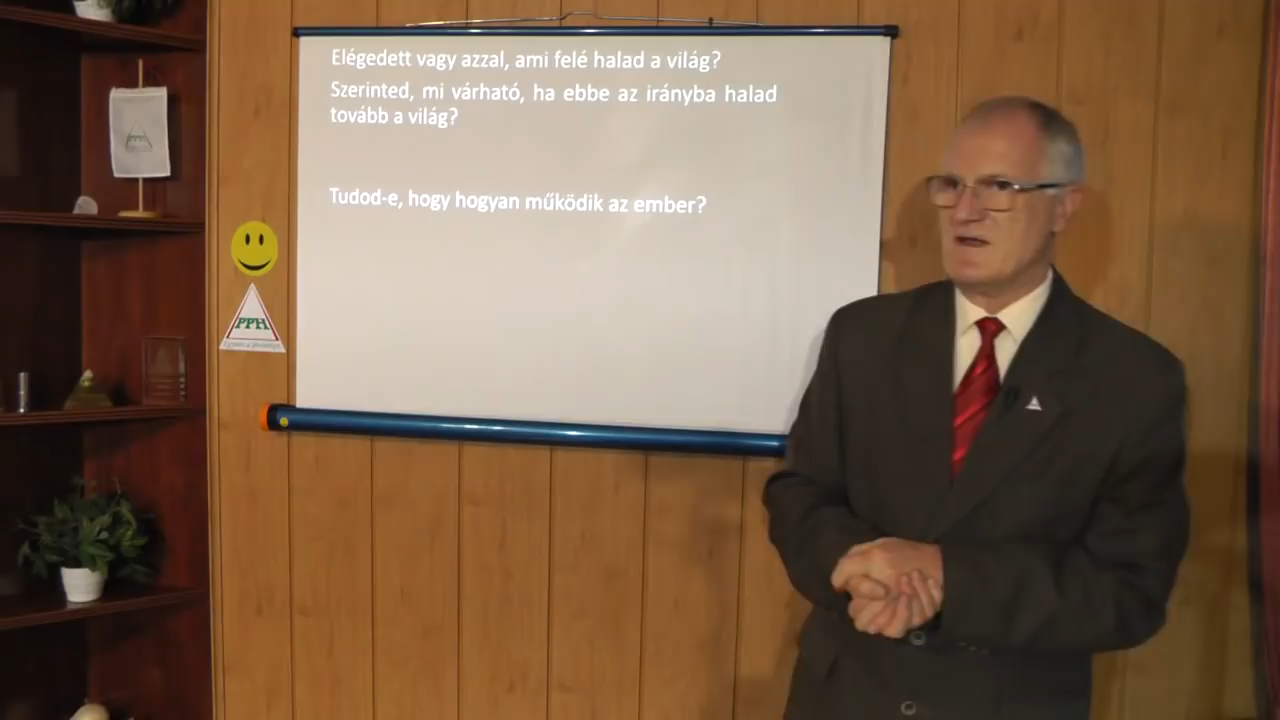 Elégedett vagy azzal, ami felé halad a világ?
Szerinted, mi várható, ha ebbe az irányba halad
tovább a világ?
Tudod-e, hogy hogyan működik az ember?
PPH
PPH